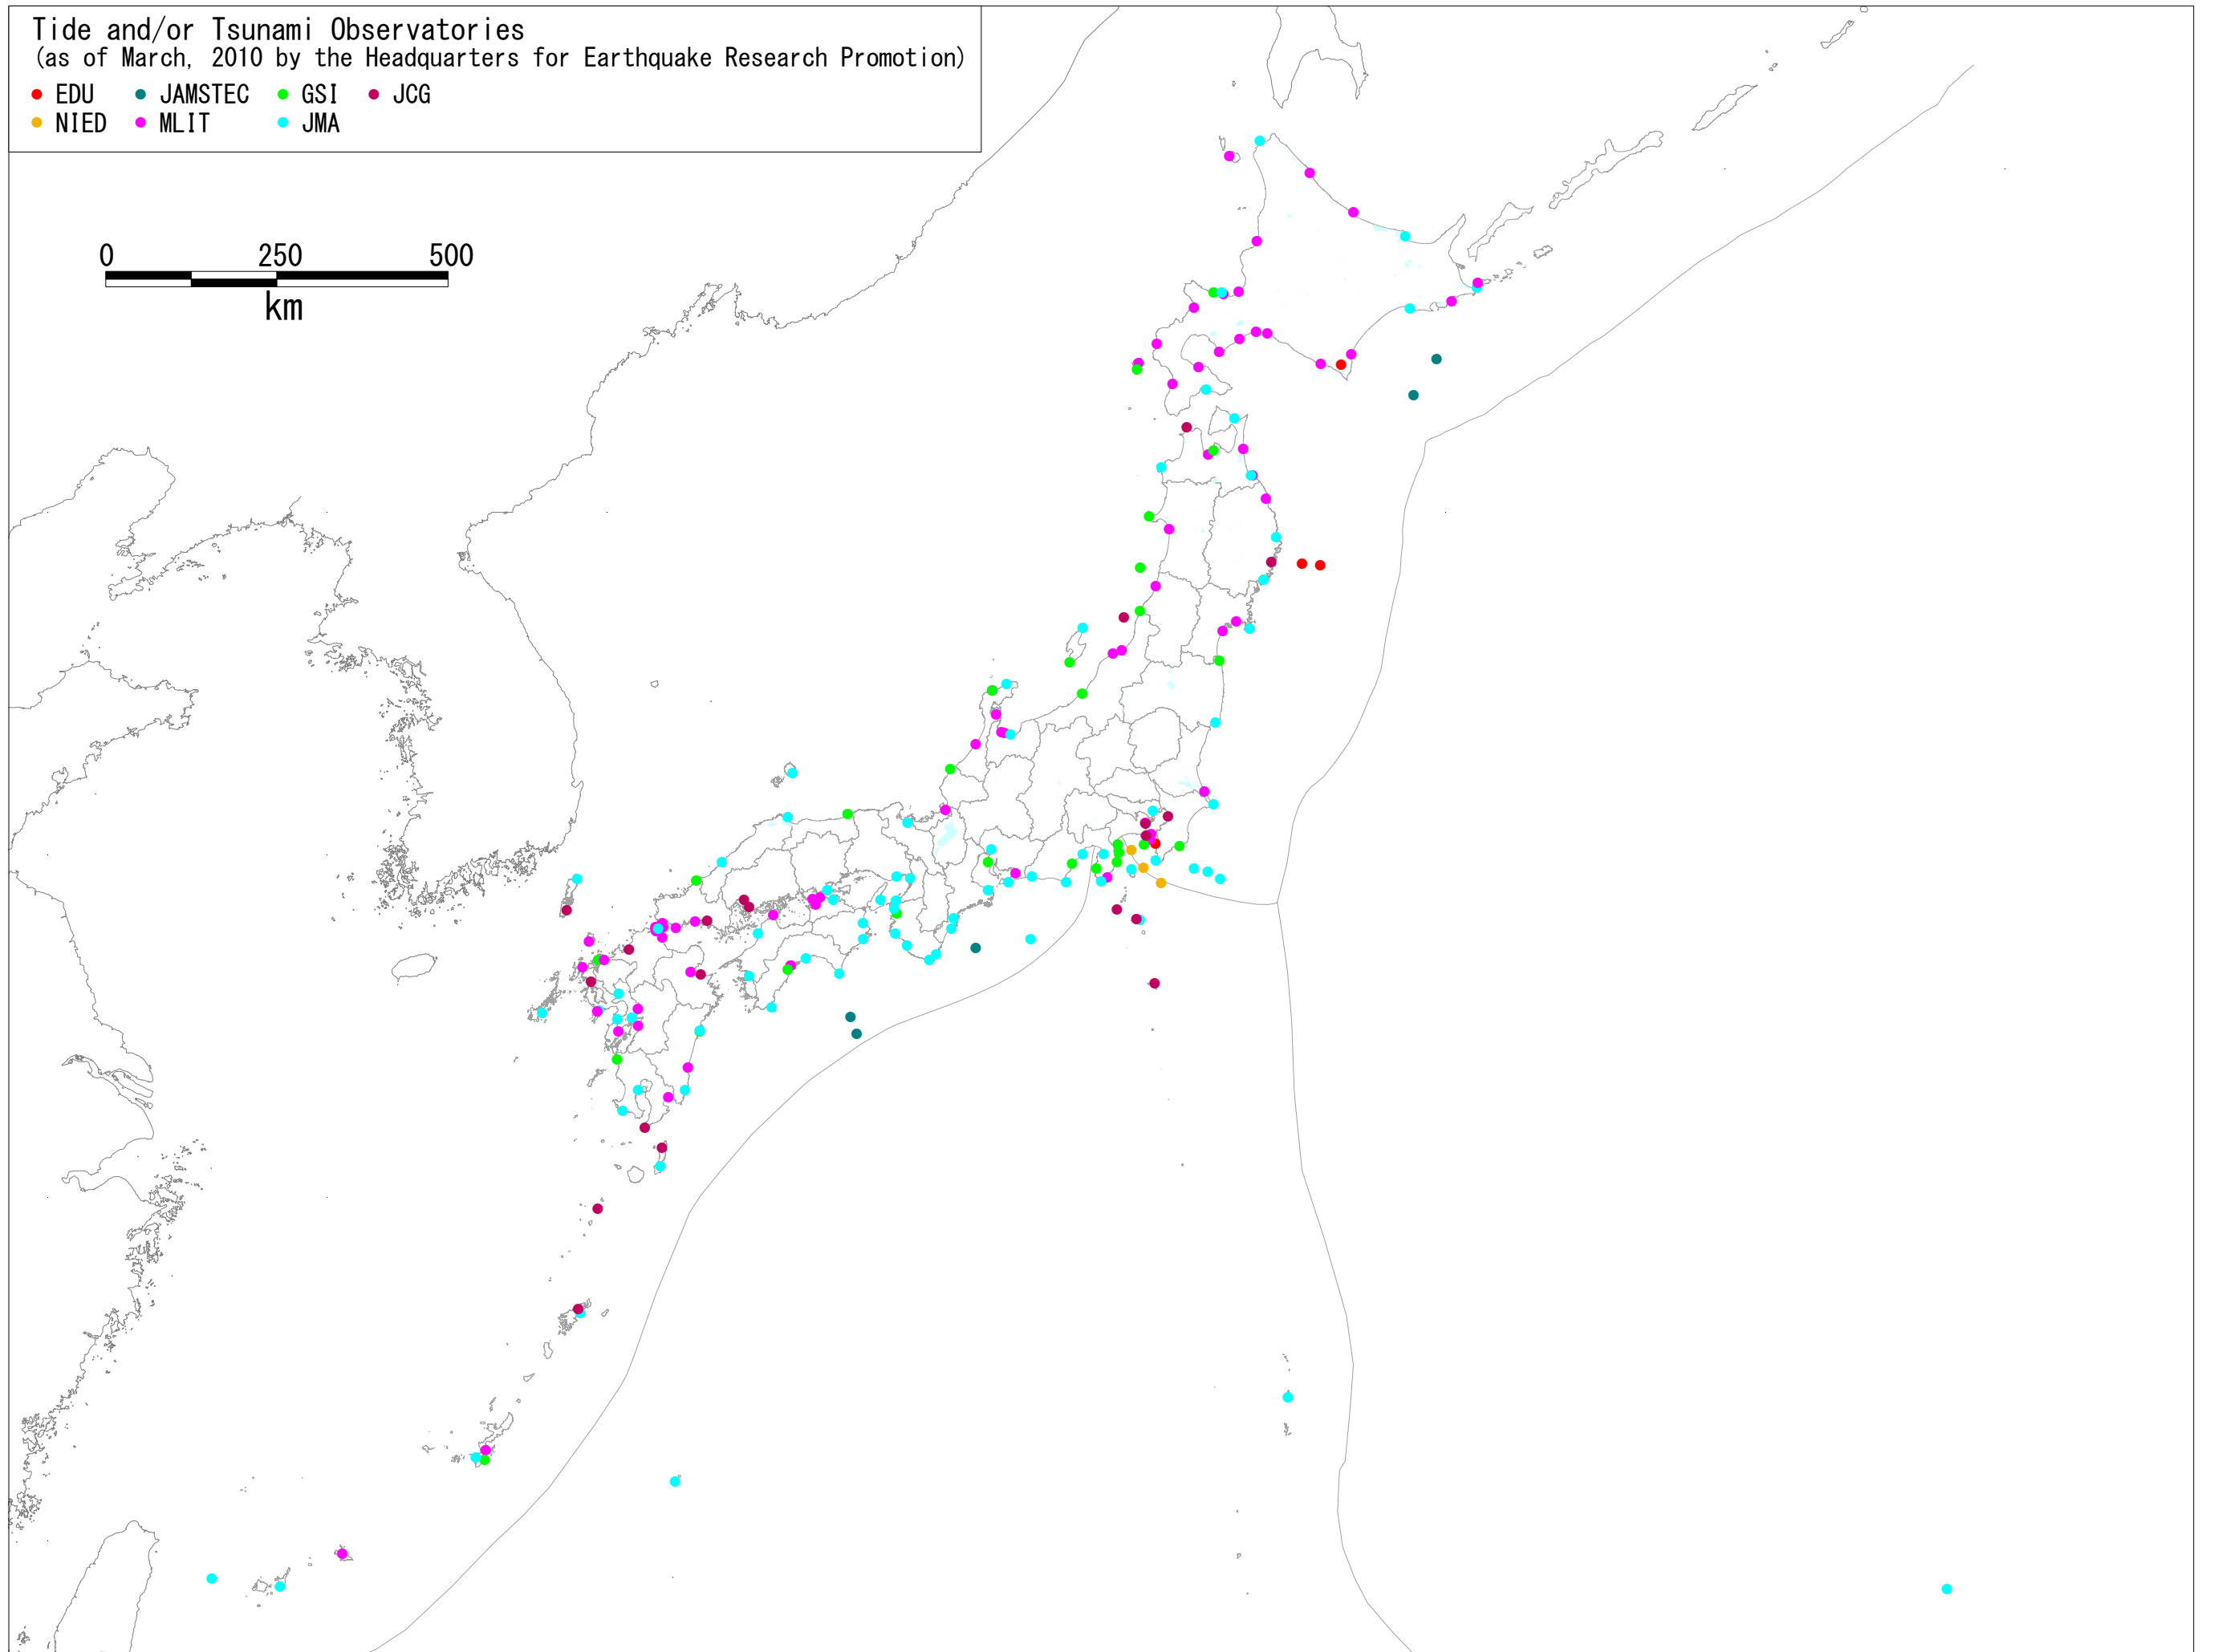 Tide and/or Tsunami Observatories
(as of March, 2010 by the Headquarters for Earthquake Research Promotion)
EDU JAMSTEC GSI JCG
NIED MLIT JMA
0 250 500
km